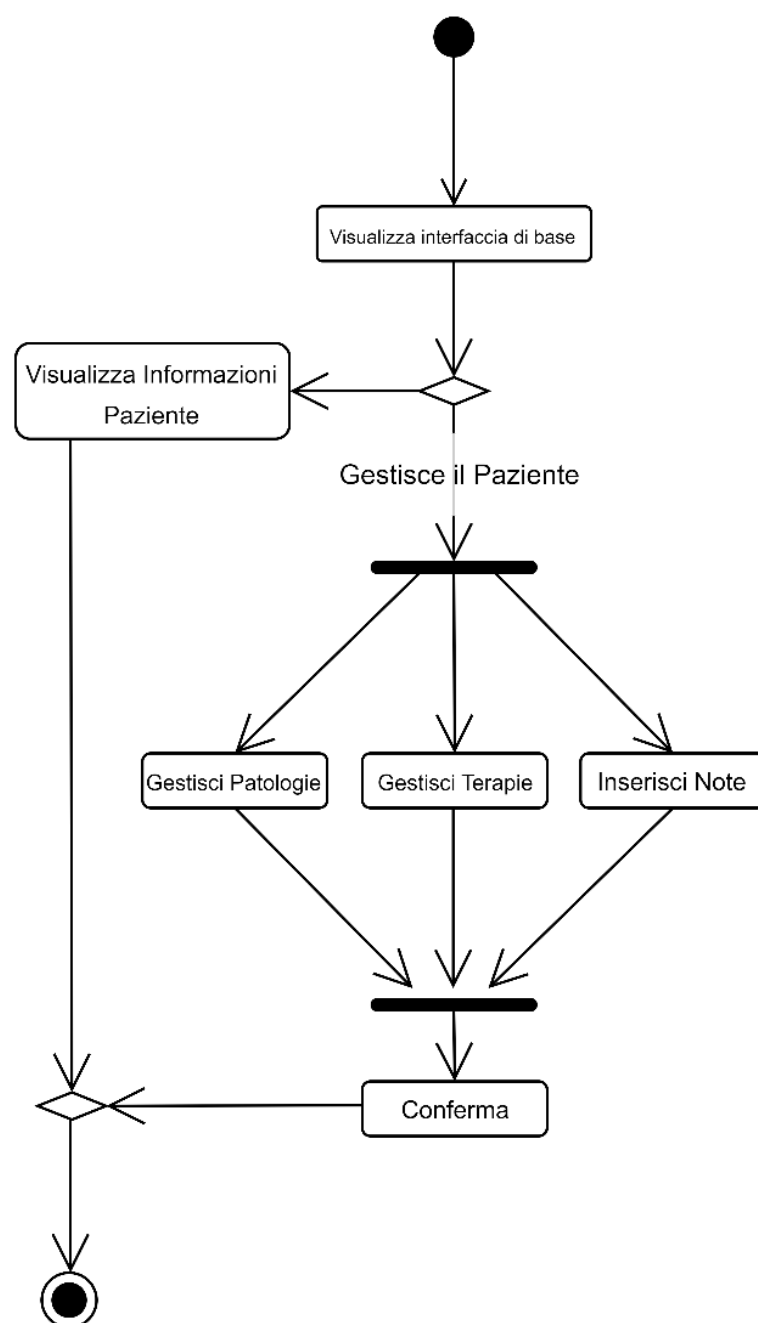 Visualizza interfaccia di base
Visualizza Informazioni
Paziente
Gestisce il Paziente
Gestisci Patologie
Gestisci Terapie
Inserisci Note
Conferma